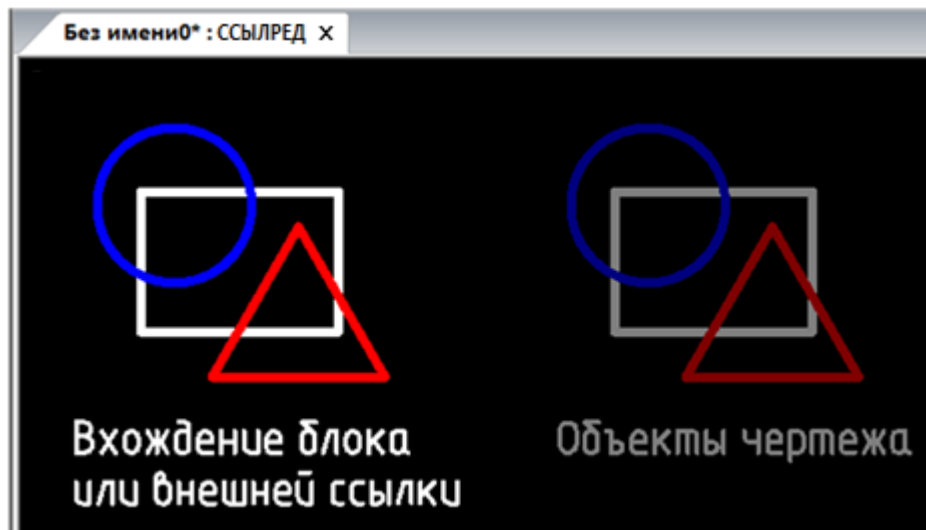 Без имени0* : ССЫЛРЕД X
Вхождение блока
или внешней ссылки
Объекты чертежа